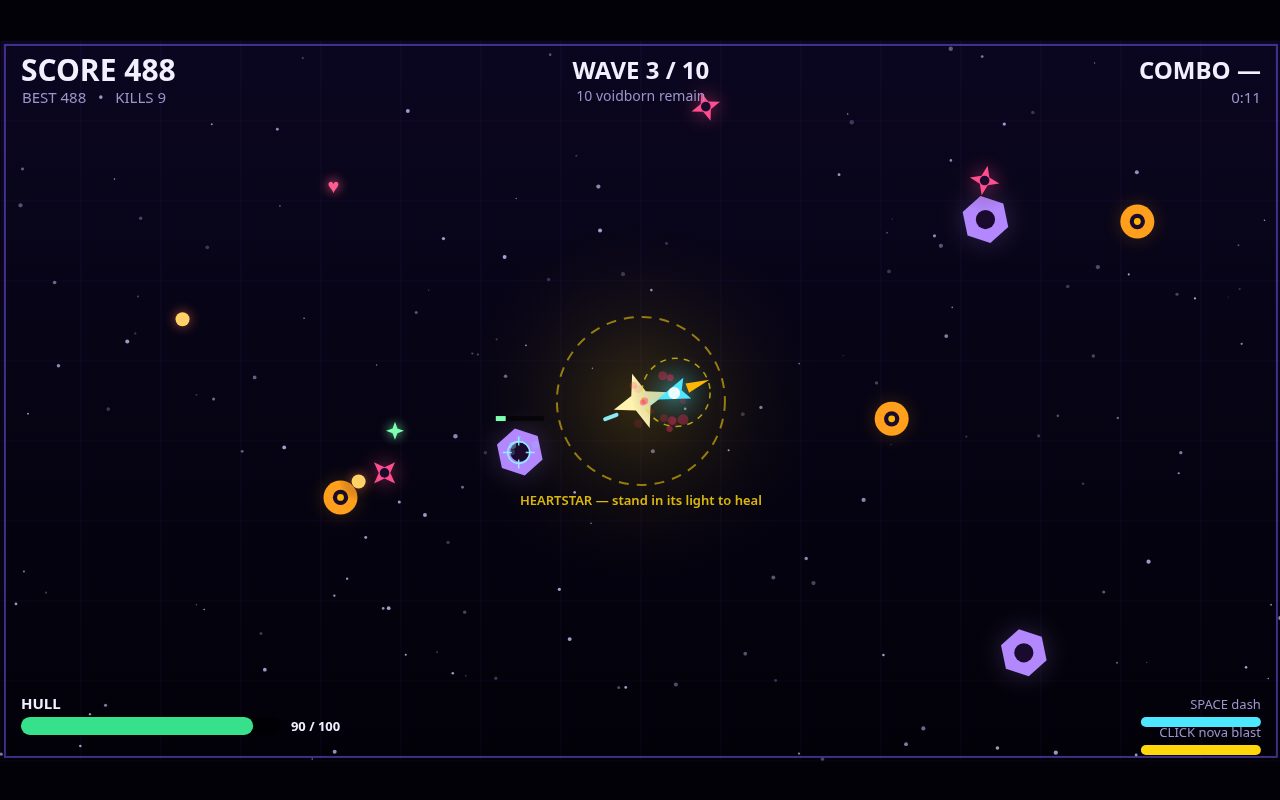 SCORE 488
BEST 488 • KILLS 9
WAVE 3 / 10
10 voidborn remain
COMBO —
0:11
HEARTSTAR — stand in its light to heal
HULL
90 / 100
SPACE dash
CLICK nova blast